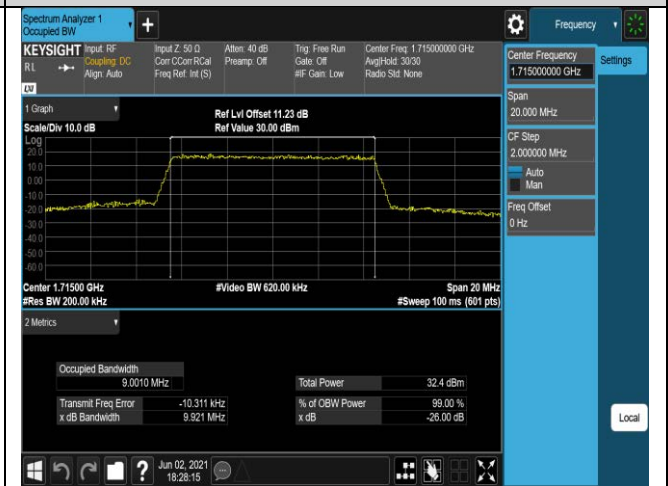 Spectrum Analyzer 1
Occupied BW
+
Frequency
KEYSIGHT Input: RF Input Z: 50 Ω Atten: 40 dB Trig: Free Run Center Freq: 1.715000000 GHz
RL Coupling: DC Corr CCorr RCal Preamp: Off Gate: Off Avg|Hold: 30/30
Align: Auto Freq Ref: Int (S) #IF Gain: Low Radio Std: None
LXI
Center Frequency
1.715000000 GHz
Settings
Span
20.000 MHz
CF Step
2.000000 MHz
Auto
Man
Freq Offset
0 Hz
1 Graph
Ref Lvl Offset 11.23 dB
Scale/Div 10.0 dB Ref Value 30.00 dBm
Log
20.0
10.0
0.00
-10.0
-20.0
-30.0
-40.0
-50.0
-60.0
Center 1.71500 GHz #Video BW 620.00 kHz Span 20 MHz
#Res BW 200.00 kHz #Sweep 100 ms (601 pts)
2 Metrics
Occupied Bandwidth
9.0010 MHz Total Power 32.4 dBm
Transmit Freq Error -10.311 kHz % of OBW Power 99.00 %
x dB Bandwidth 9.921 MHz x dB -26.00 dB
Local
? Jun 02, 2021
18:28:15